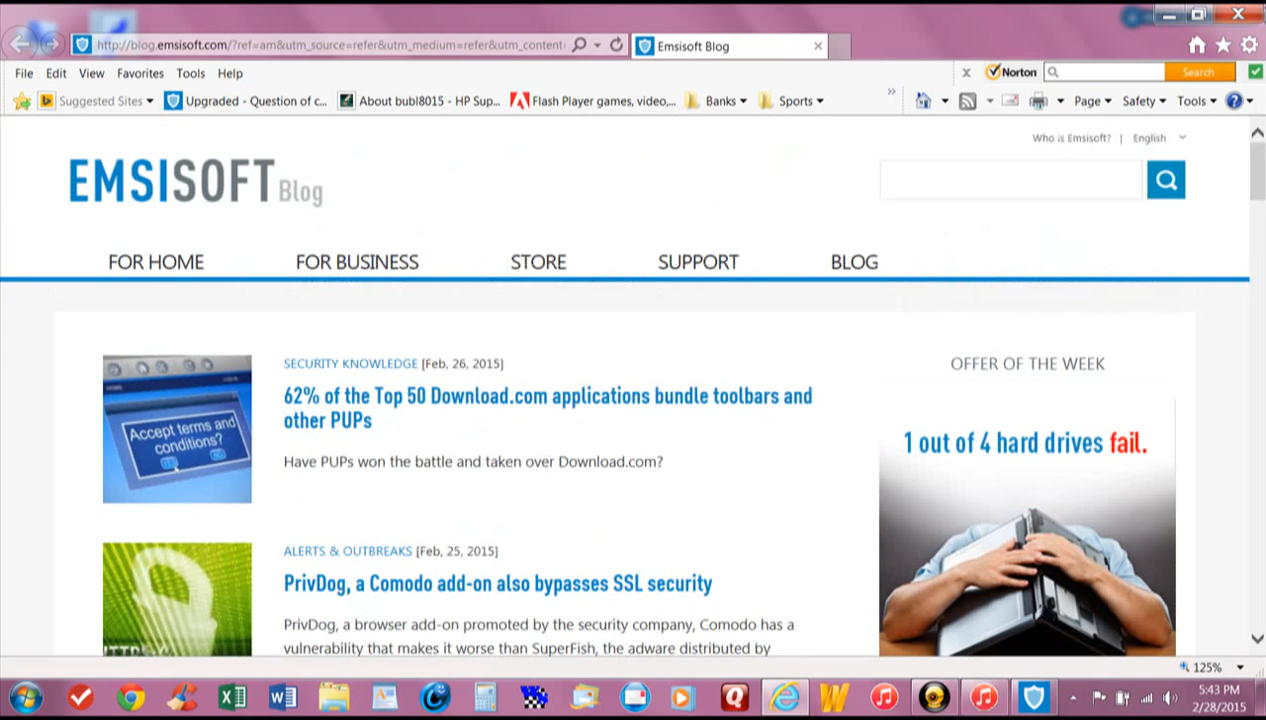 http://blog.emsisoft.com/?ref=am&utm_source=refer&utm_medium=refer&utm_content
Emsisoft Blog
File Edit View Favorites Tools Help
x Norton Search
Suggested Sites Upgraded - Question of c... About bubl8015 - HP Sup... Flash Player games, video,... Banks Sports
Page Safety Tools
Who is Emsisoft? | English
EMSISOFT Blog
FOR HOME FOR BUSINESS STORE SUPPORT BLOG
SECURITY KNOWLEDGE [Feb, 26, 2015]
62% of the Top 50 Download.com applications bundle toolbars and
other PUPs
Have PUPs won the battle and taken over Download.com?
Accept terms and
conditions?
OFFER OF THE WEEK
1 out of 4 hard drives fail.
ALERTS & OUTBREAKS [Feb, 25, 2015]
PrivDog, a Comodo add-on also bypasses SSL security
PrivDog, a browser add-on promoted by the security company, Comodo has a
vulnerability that makes it worse than SuperFish, the adware distributed by
125%
5:43 PM
2/28/2015